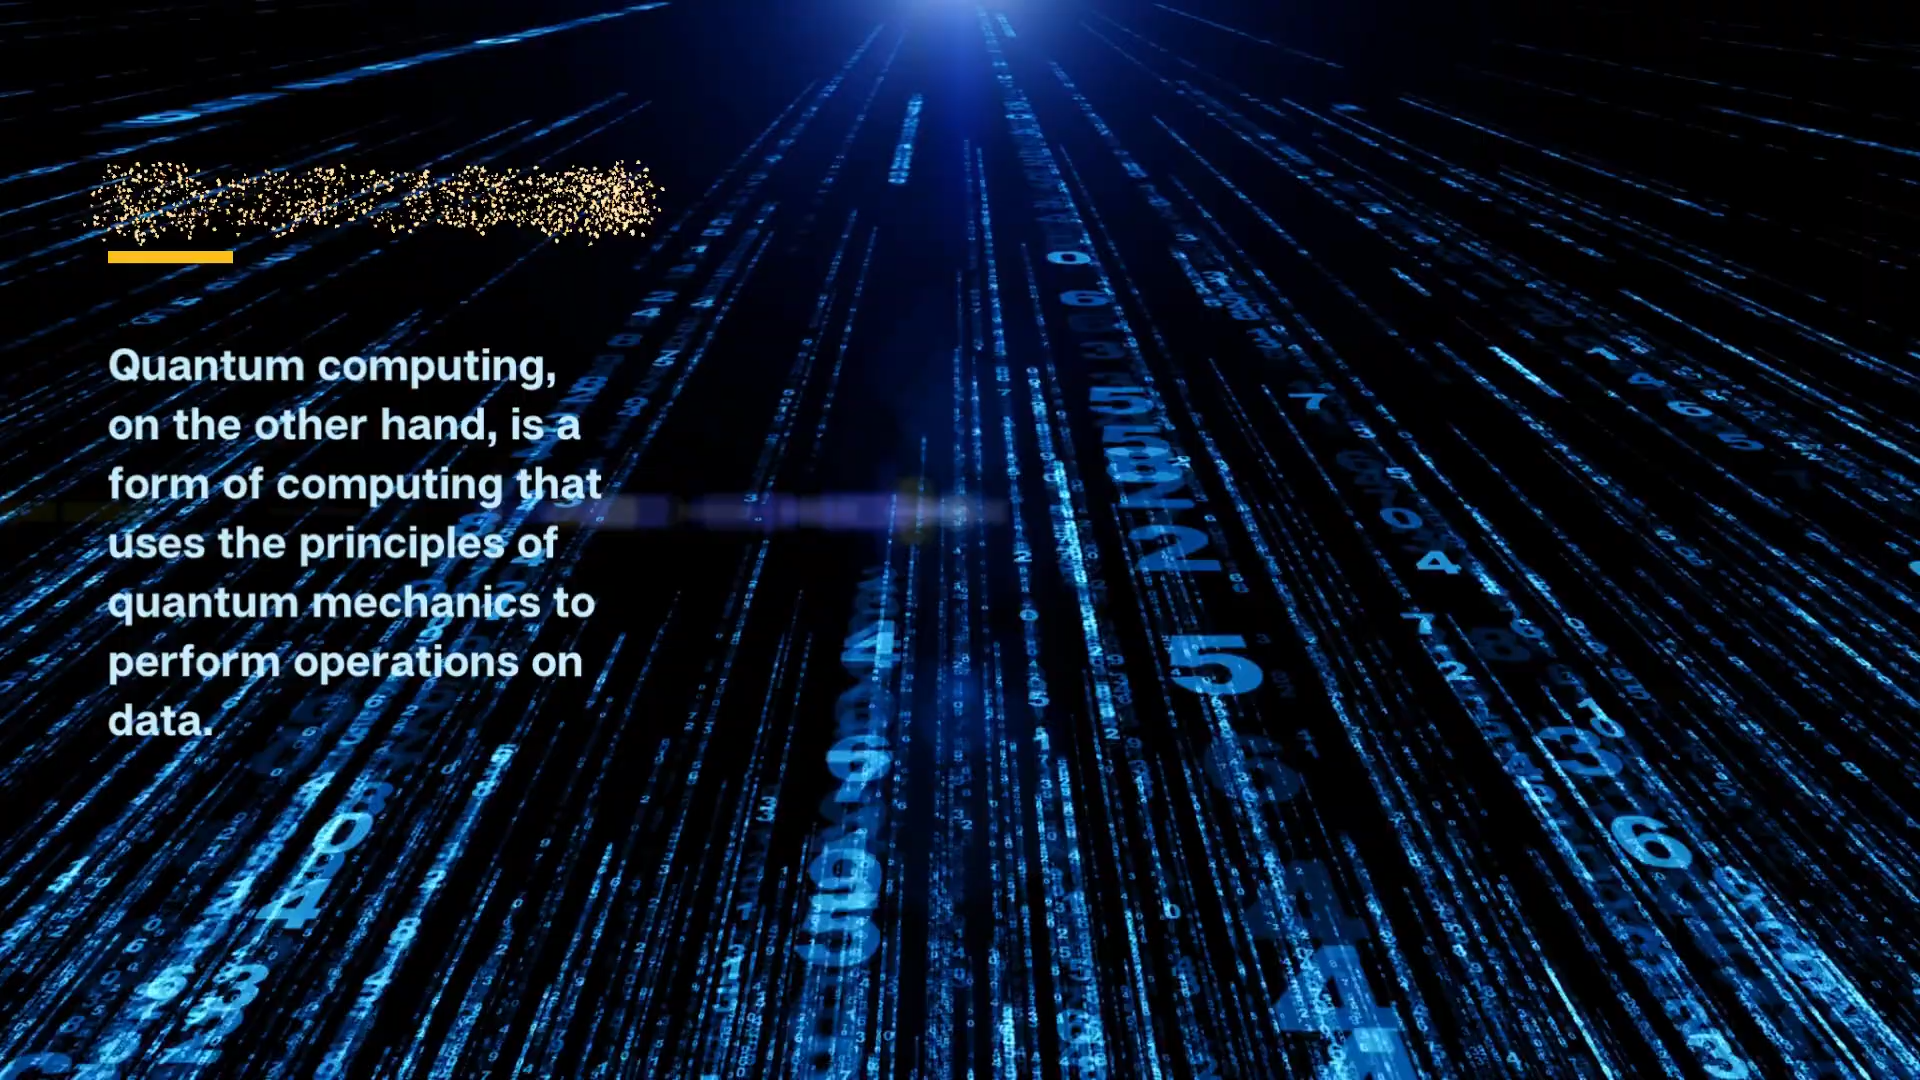 Quantum computing,
on the other hand, is a
form of computing that
uses the principles of
quantum mechanics to
perform operations on
data.